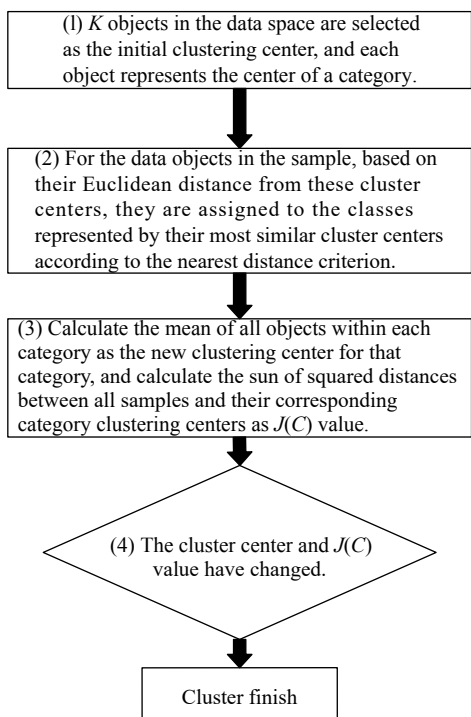 (l) K objects in the data space are selected
as the initial clustering center, and each
object represents the center of a category.
(2) For the data objects in the sample, based on
their Euclidean distance from these cluster
centers, they are assigned to the classes
represented by their most similar cluster centers
according to the nearest distance criterion.
(3) Calculate the mean of all objects within each
category as the new clustering center for that
category, and calculate the sun of squared distances
between all samples and their corresponding
category clustering centers as J(C) value.
(4) The cluster center and J(C)
value have changed.
Cluster finish